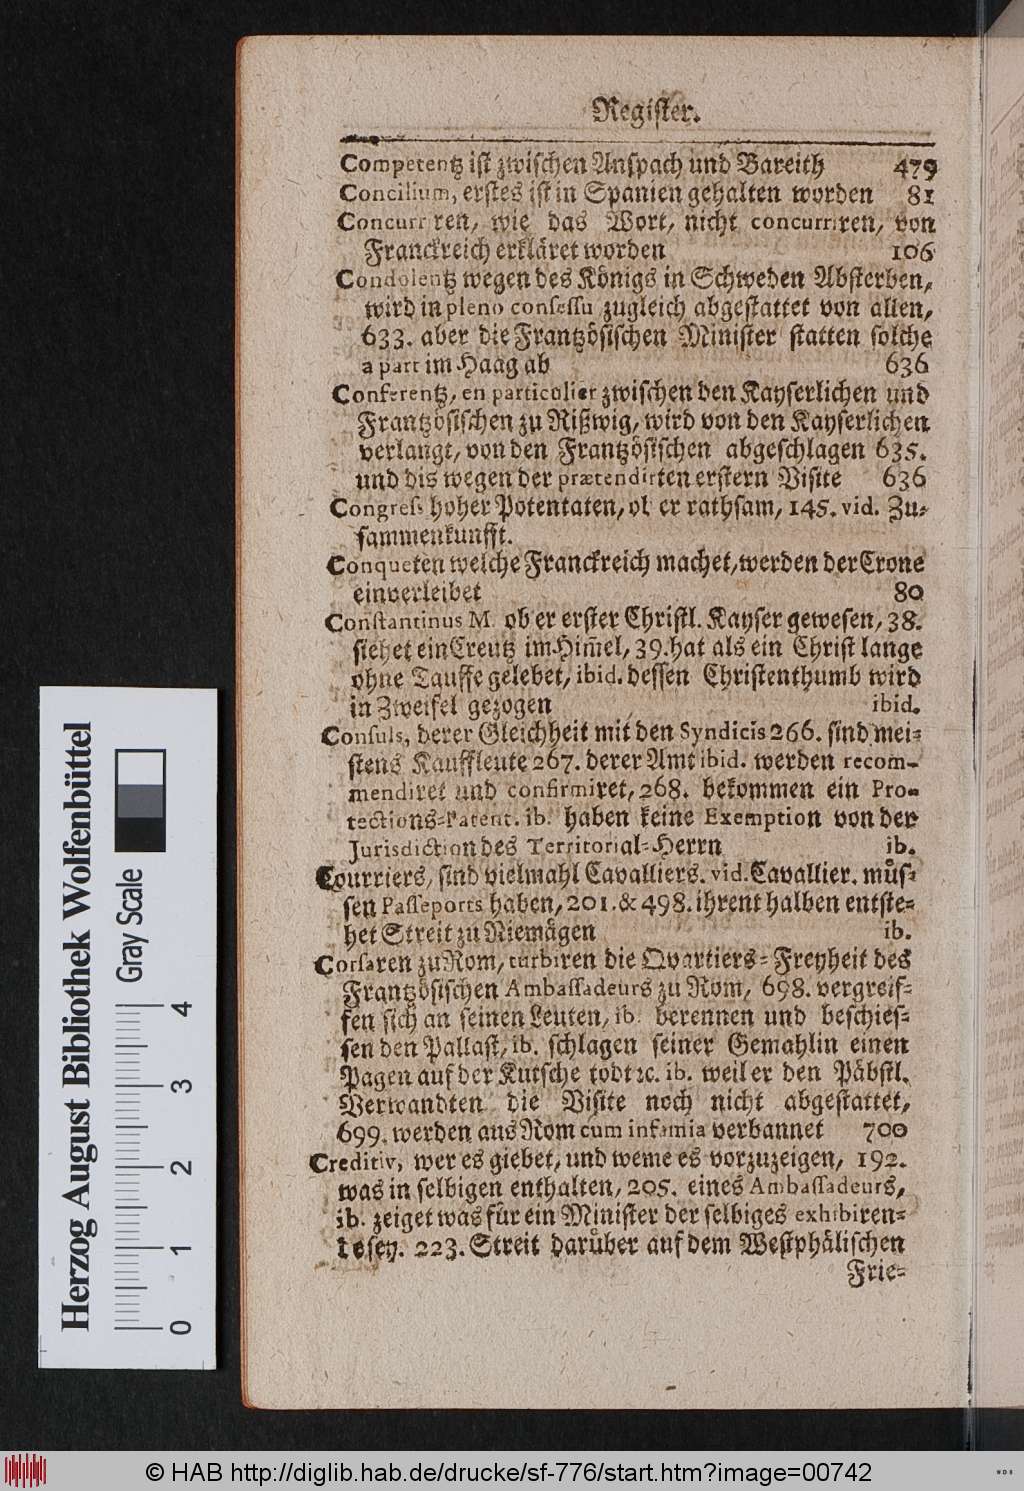 Register.
Competentz ist zwischen Anspach und Bareith 479
Concilium, erstes ist in Spanien gehalten worden 81
Concurriren, wie das Wort, nicht concurriren, von
Franckreich erkläret worden 106
Condolentz wegen des Königs in Schweden Absterben,
wird in pleno consessu zugleich abgestattet von allen,
633. aber die Frantzösischen Minister statten solche
a part im Haag ab 636
Conferentz, en particulier zwischen den Kayserlichen und
Frantzösischen zu Rißwig, wird von den Kayserlichen
verlangt, von den Frantzösischen abgeschlagen 635.
und dis wegen der prætendirten erstern Visite 636
Congress hoher Potentaten, ob er rathsam, 145. vid. Zu-
sammenkunfft.
Conqueten welche Franckreich machet, werden der Crone
einverleibet 80
Constantinus M. ob er erster Christl. Kayser gewesen, 38.
siehet ein Creutz im Him̃el, 39. hat als ein Christ lange
ohne Tauffe gelebet, ibid. dessen Christenthumb wird
in Zweifel gezogen ibid.
Consuls, derer Gleichheit mit den Syndicis 266. sind mei-
stens Kauffleute 267. derer Amt ibid. werden recom-
mendiret und confirmiret, 268. bekommen ein Pro-
tections-Patent. ib. haben keine Exemption von der
Jurisdiction des Territorial-Herrn ib.
Courriers, sind vielmahl Cavalliers. vid. Cavallier. müs-
sen Passeports haben, 201. & 498. ihrent halben entste-
het Streit zu Niemägen ib.
Corsaren zu Rom, turbiren die Qvartiers-Freyheit des
Frantzösischen Ambassadeurs zu Rom, 698. vergreif-
fen sich an seinen Leuten, ib. berennen und beschies-
sen den Pallast, ib. schlagen seiner Gemahlin einen
Pagen auf der Kutsche todt ꝛc. ib. weil er den Päbstl.
Verwandten die Visite noch nicht abgestattet,
699. werden aus Rom cum infamia verbannet 700
Creditiv, wer es giebet, und weme es vorzuzeigen, 192.
was in selbigen enthalten, 205. eines Ambassadeurs,
ib. zeiget was für ein Minister der selbiges exhibiren-
de sey. 223. Streit darüber auf dem Westphälischen
Frie-
Herzog August Bibliothek Wolfenbüttel
Gray Scale
0 1 2 3 4
© HAB http://diglib.hab.de/drucke/sf-776/start.htm?image=00742
WDB